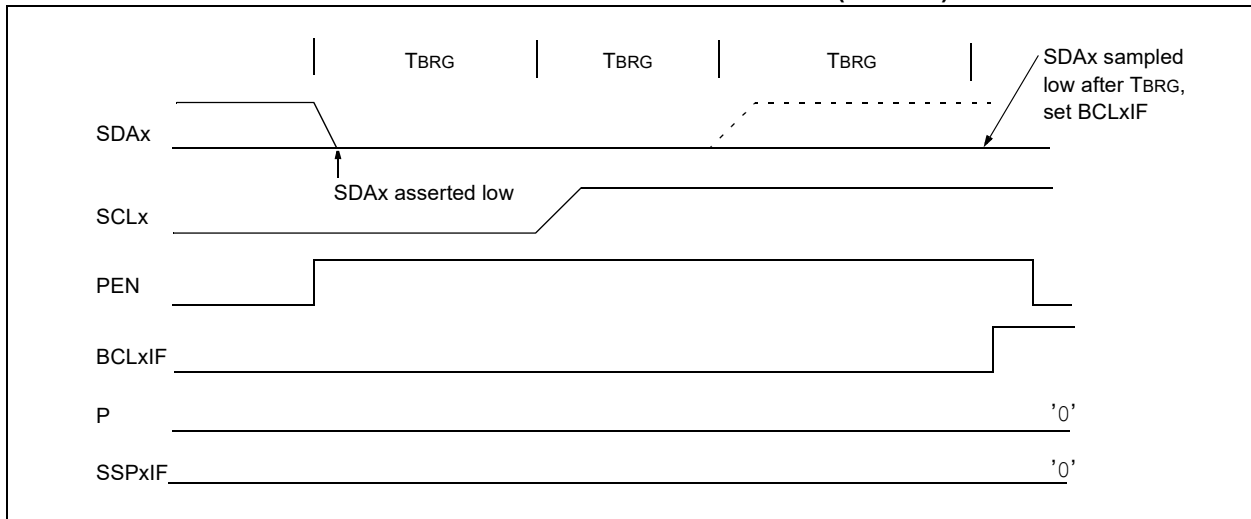 TBRG TBRG TBRG
SDAx sampled
low after TBRG,
set BCLxIF
SDAx
SDAx asserted low
SCLx
PEN
BCLxIF
P '0'
SSPxIF '0'